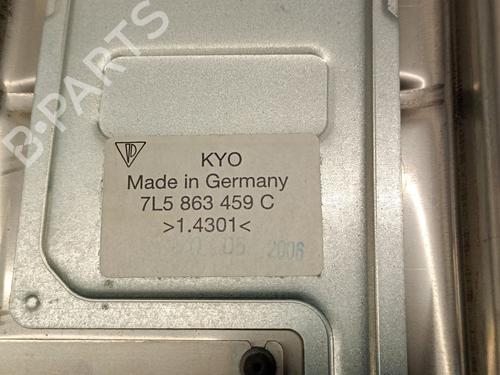 B-PARTS
KYO
Made in Germany
7L5 863 459 C
>1.4301<
05 2006